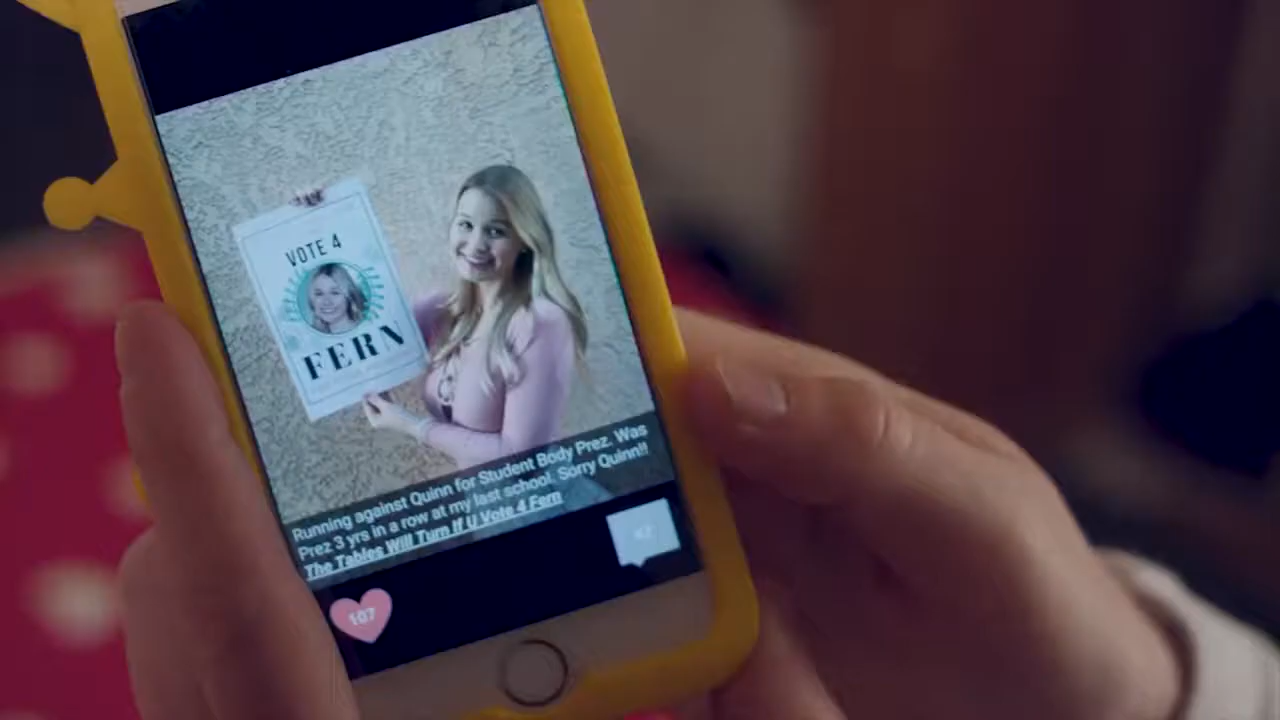 VOTE 4
FERN
Running against Quinn for Student Body Prez. Was
Prez 3 yrs in a row at my last school. Sorry Quinn!!
The Tables Will Turn If U Vote 4 Fern
107